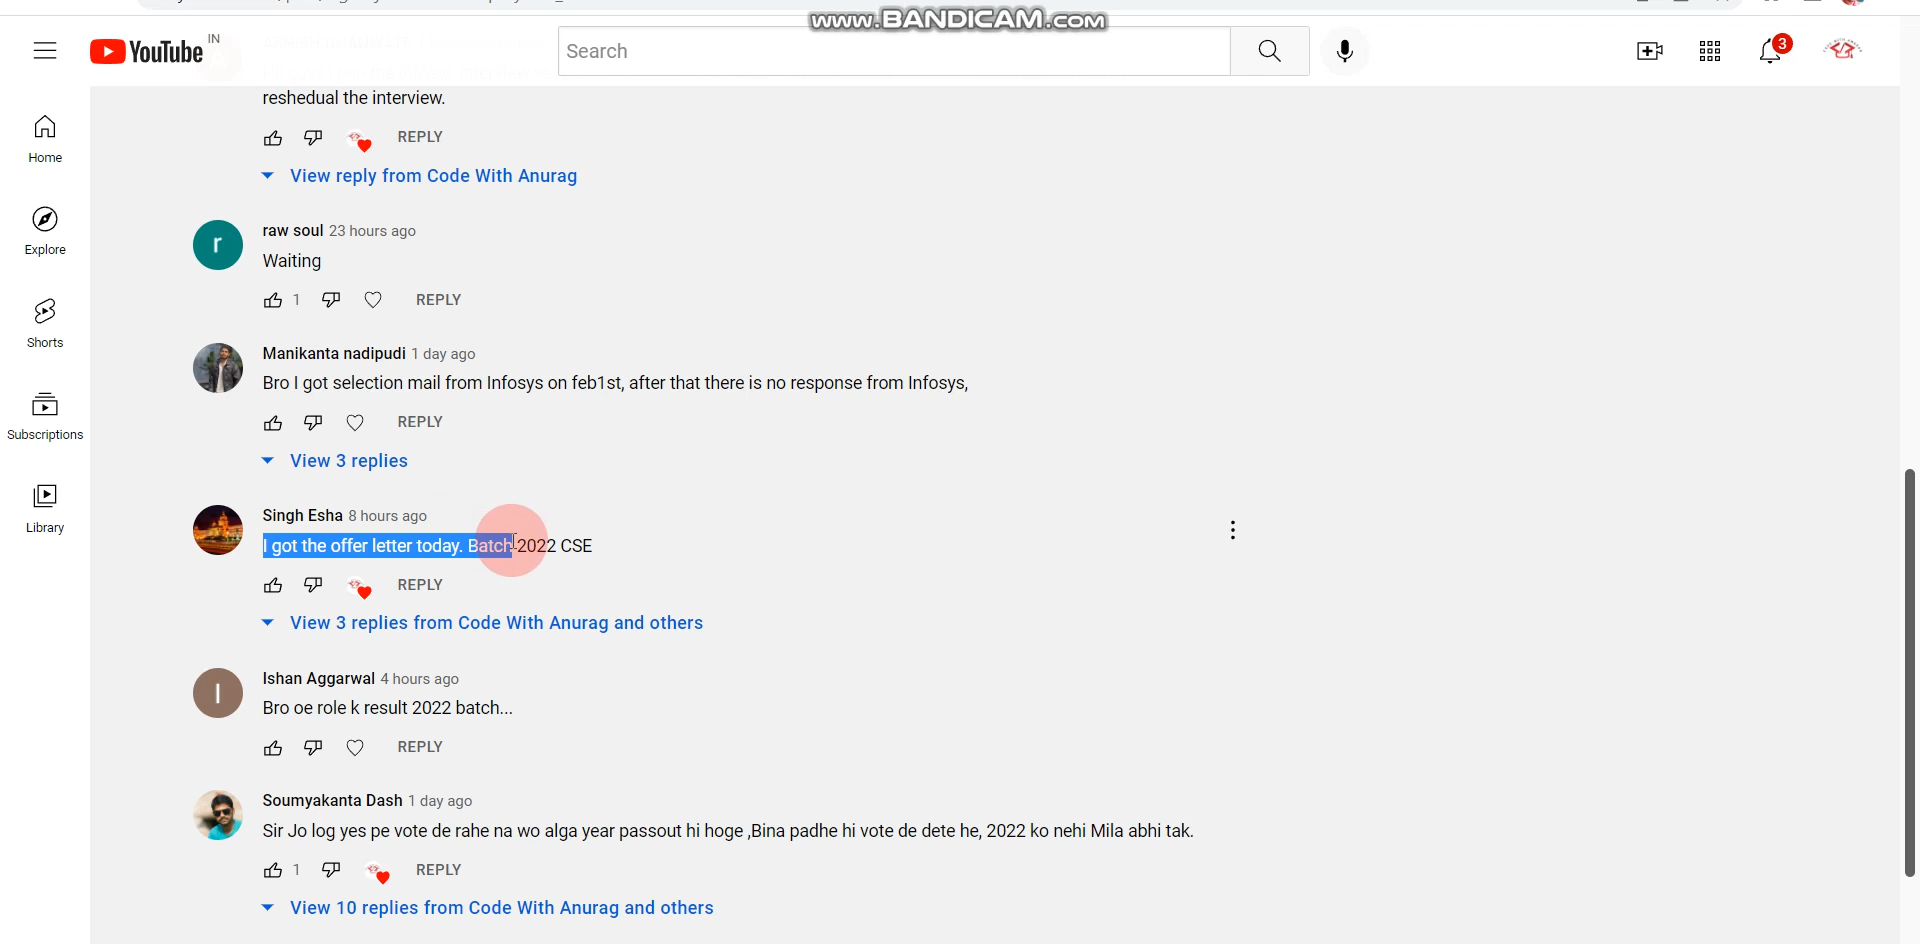 www.BANDICAM.com
YouTube IN
Search
3
reshedual the interview.
REPLY
View reply from Code With Anurag
Home
r
raw soul 23 hours ago
Waiting
1 REPLY
Explore
Shorts
Manikanta nadipudi 1 day ago
Bro I got selection mail from Infosys on feb1st, after that there is no response from Infosys,
REPLY
View 3 replies
Subscriptions
Library
Singh Esha 8 hours ago
I got the offer letter today. Batch 2022 CSE
REPLY
View 3 replies from Code With Anurag and others
I
Ishan Aggarwal 4 hours ago
Bro oe role k result 2022 batch...
REPLY
Soumyakanta Dash 1 day ago
Sir Jo log yes pe vote de rahe na wo alga year passout hi hoge ,Bina padhe hi vote de dete he, 2022 ko nehi Mila abhi tak.
1 REPLY
View 10 replies from Code With Anurag and others